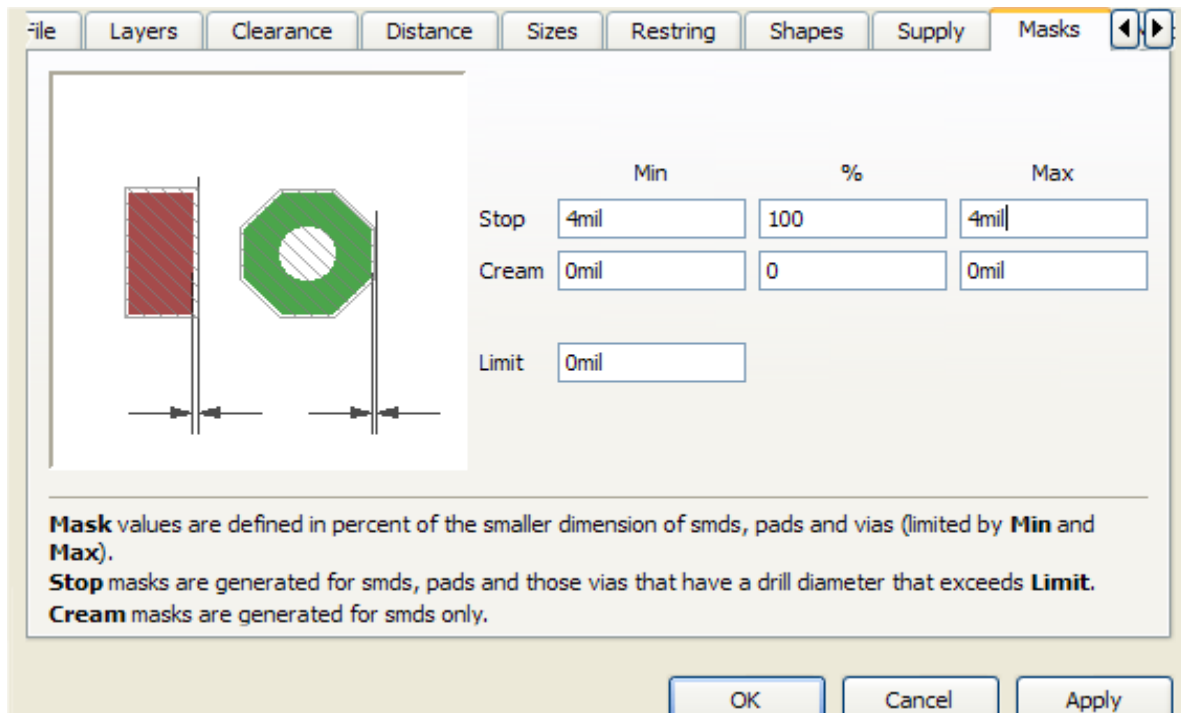 File Layers Clearance Distance Sizes Restring Shapes Supply Masks
Min % Max
Stop 4mil 100 4mil
Cream 0mil 0 0mil
Limit 0mil
Mask values are defined in percent of the smaller dimension of smds, pads and vias (limited by Min and
Max).
Stop masks are generated for smds, pads and those vias that have a drill diameter that exceeds Limit.
Cream masks are generated for smds only.
OK Cancel Apply